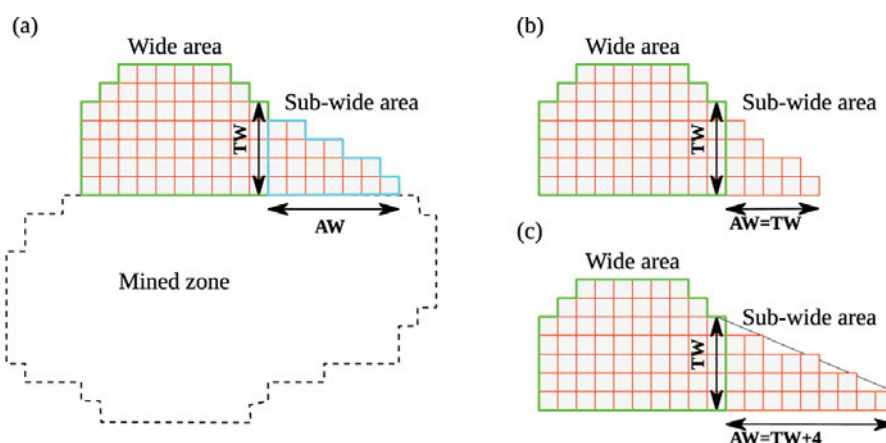 (a)
Wide area
Sub-wide area
TW
AW
Mined zone
(b)
Wide area
Sub-wide area
TW
AW=TW
(c)
Wide area
Sub-wide area
TW
AW=TW+4